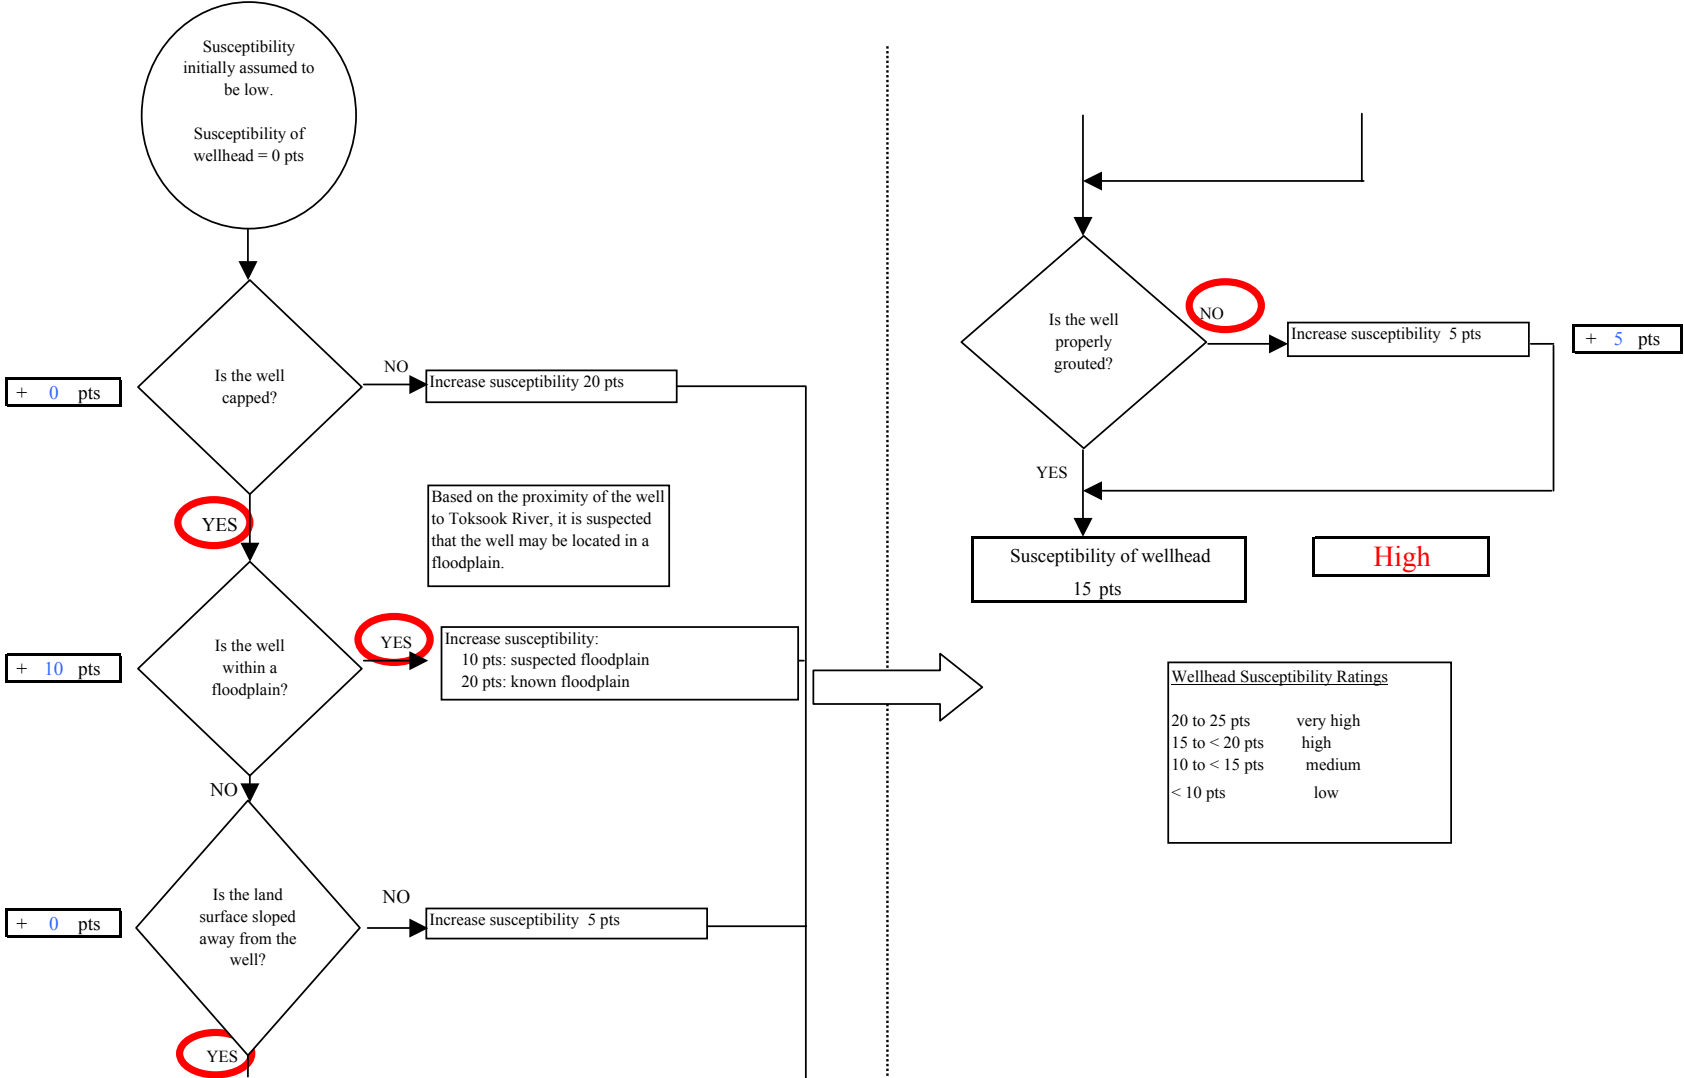 Susceptibility
initially assumed to
be low.
Susceptibility of
wellhead = 0 pts
+ 0 pts
Is the well
capped?
NO
Increase susceptibility 20 pts
YES
Based on the proximity of the well
to Toksook River, it is suspected
that the well may be located in a
floodplain.
+ 10 pts
Is the well
within a
floodplain?
YES
Increase susceptibility:
10 pts: suspected floodplain
20 pts: known floodplain
NO
+ 0 pts
Is the land
surface sloped
away from the
well?
NO
Increase susceptibility 5 pts
YES
Is the well
properly
grouted?
NO
Increase susceptibility 5 pts
+ 5 pts
YES
Susceptibility of wellhead
15 pts
High
Wellhead Susceptibility Ratings
20 to 25 pts very high
15 to < 20 pts high
10 to < 15 pts medium
< 10 pts low